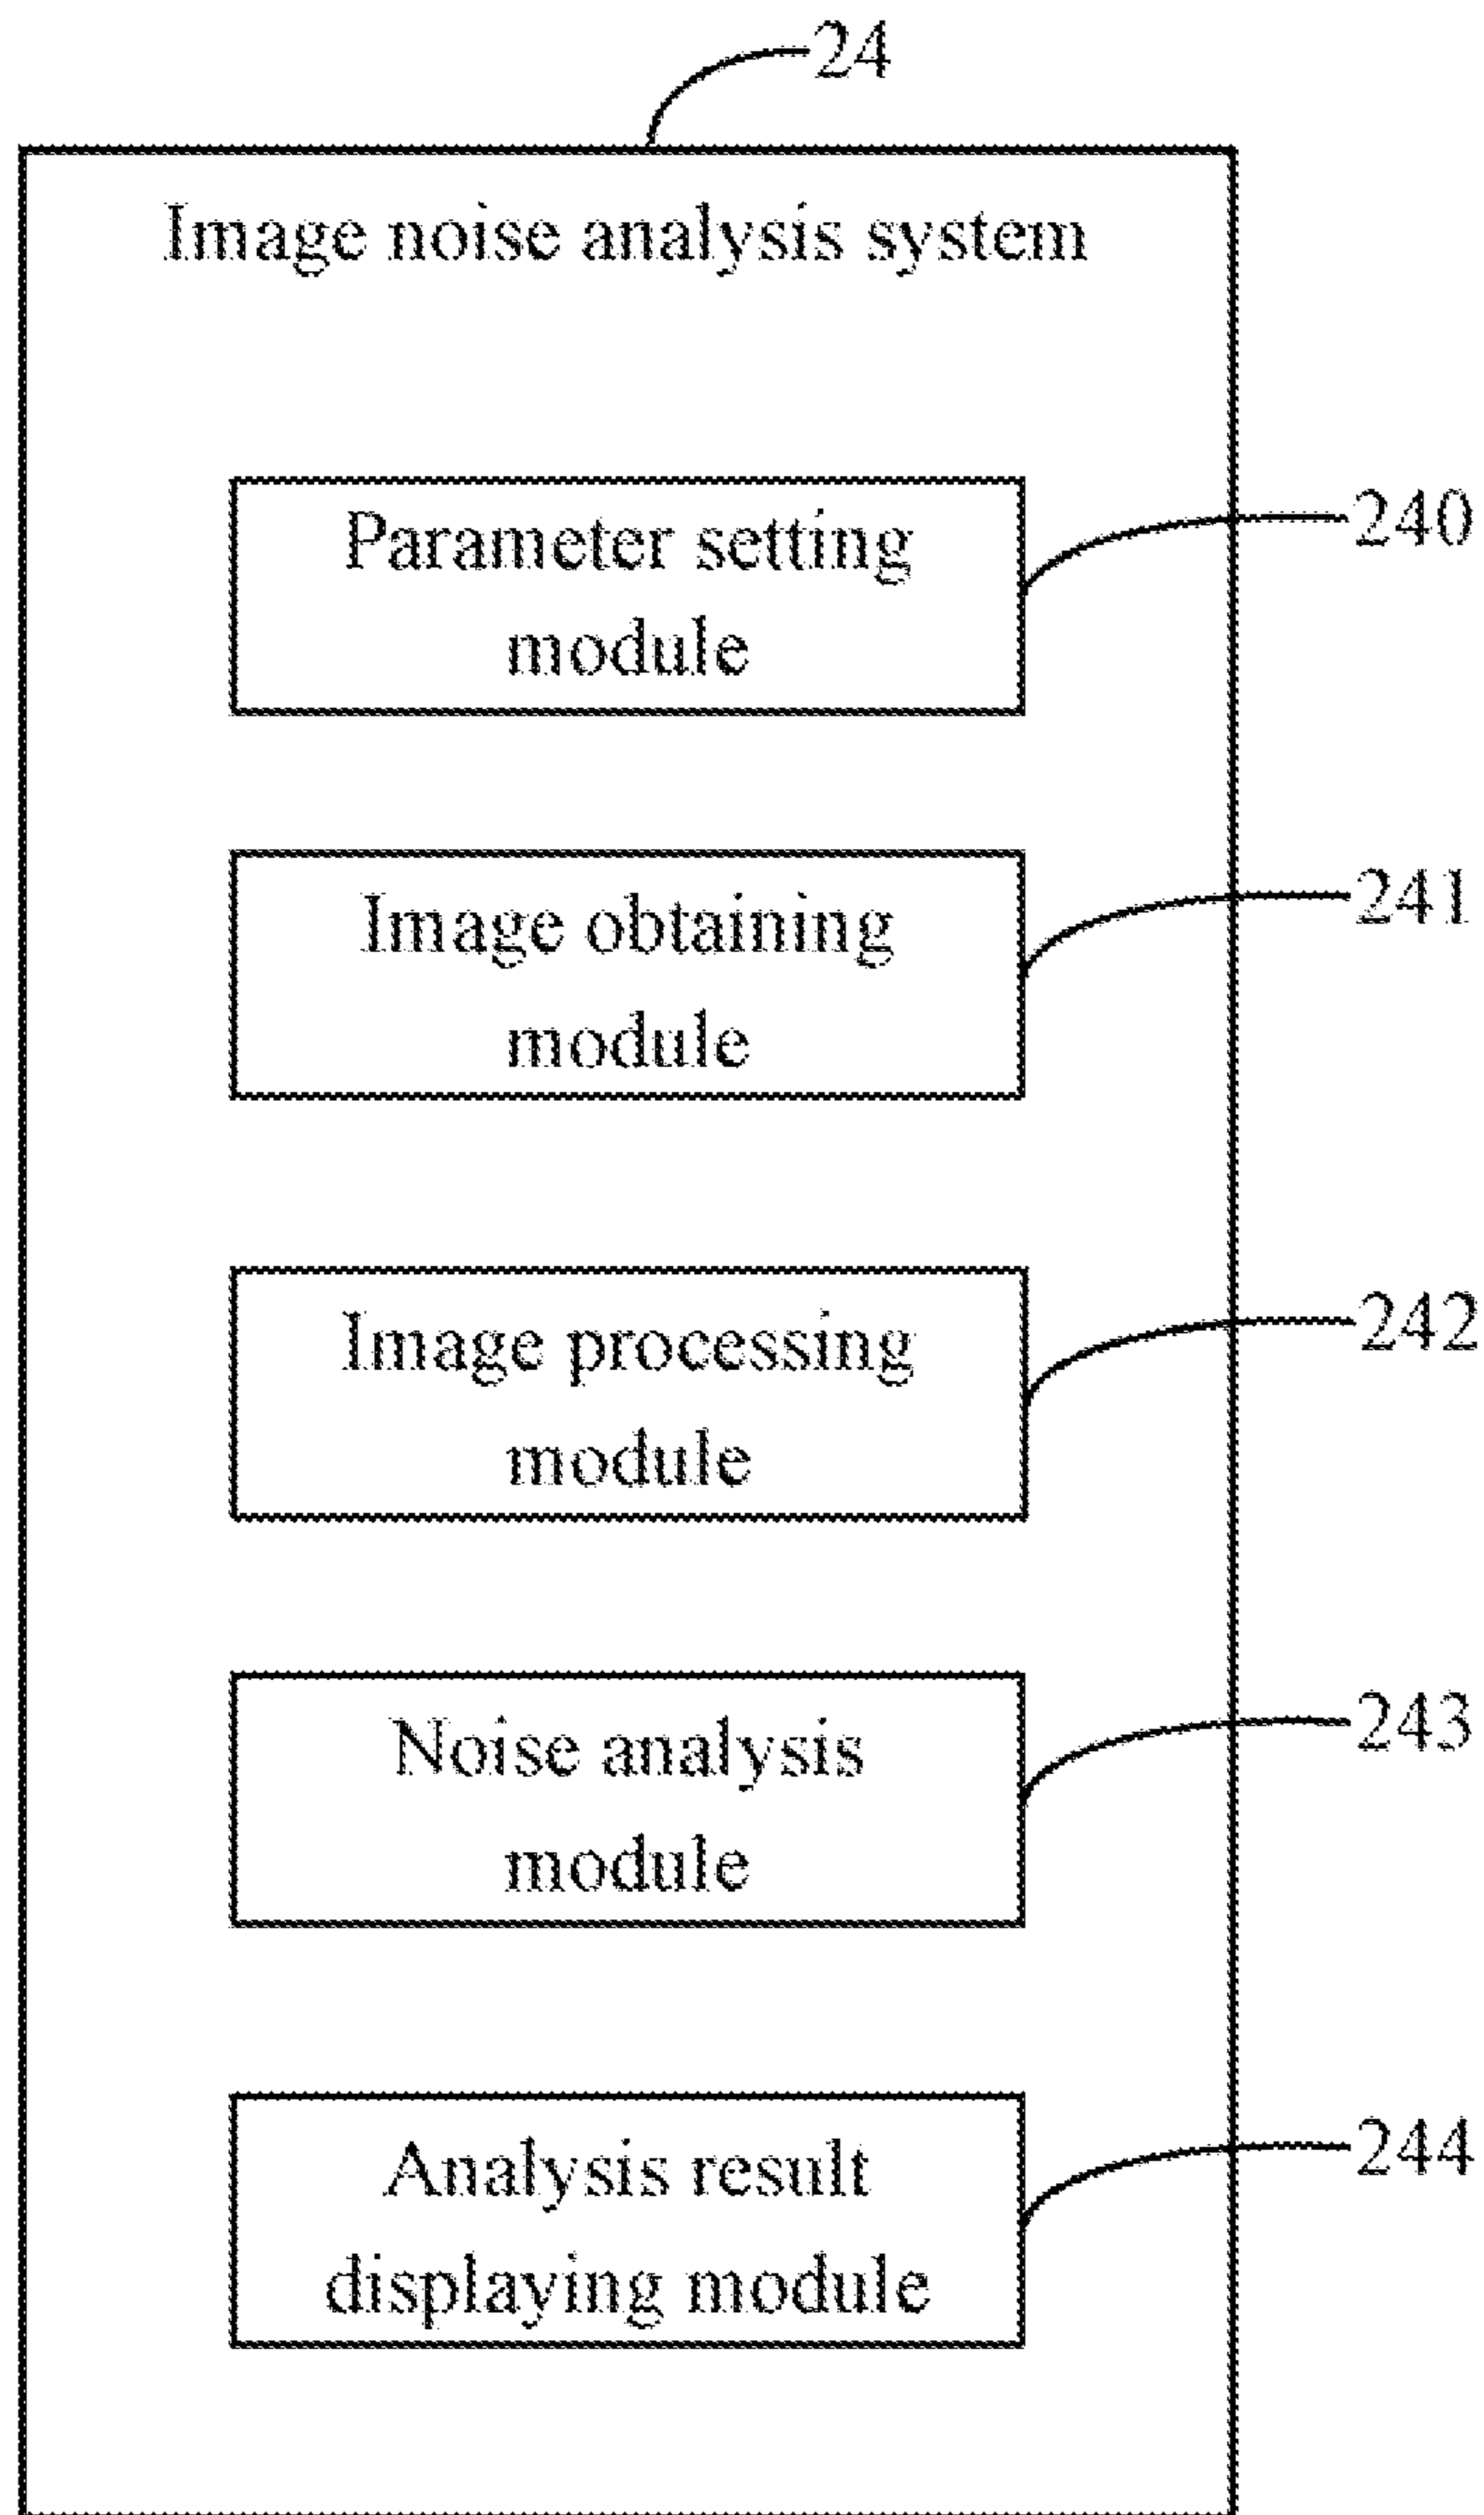 24
Image noise analysis system
Parameter setting
module
240
Image obtaining
module
241
Image processing
module
242
Noise analysis
module
243
Analysis result
displaying module
244